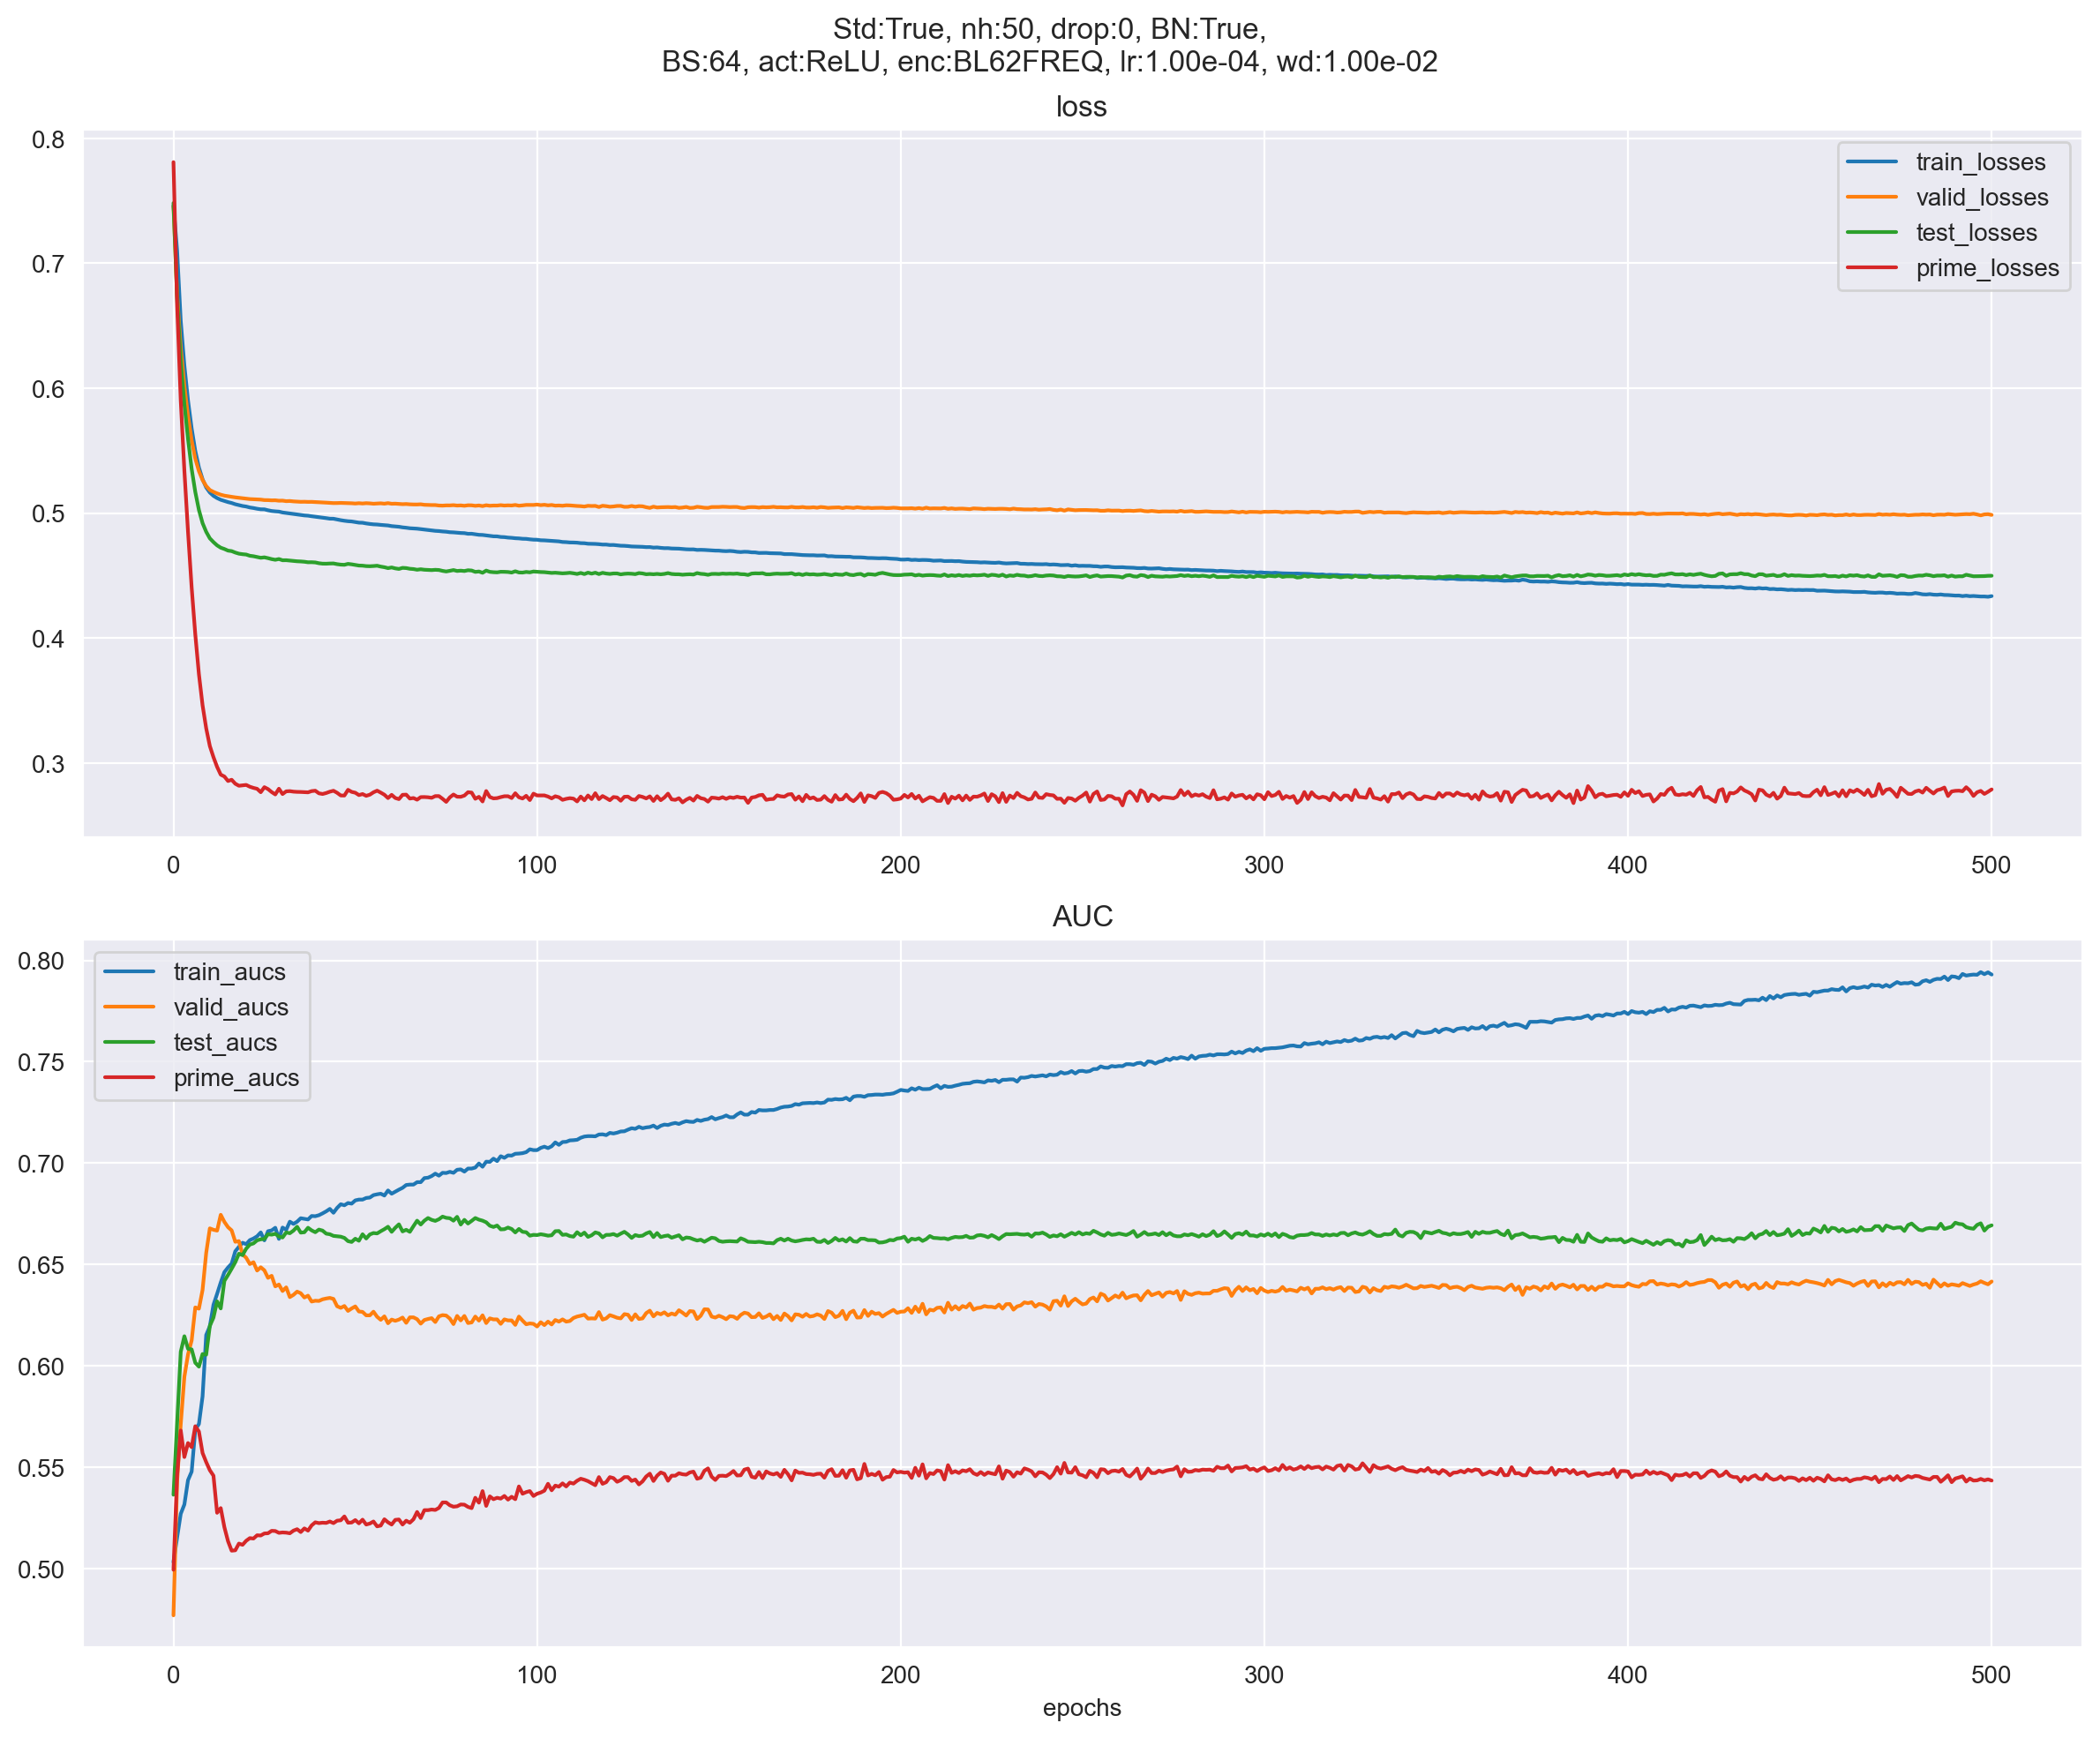 Std:True, nh:50, drop:0, BN:True,
BS:64, act:ReLU, enc:BL62FREQ, lr:1.00e-04, wd:1.00e-02
loss
0.8
0.7
0.6
0.5
0.4
0.3
train_losses
valid_losses
test_losses
prime_losses
0 100 200 300 400 500
AUC
0.80
0.75
0.70
0.65
0.60
0.55
0.50
train_aucs
valid_aucs
test_aucs
prime_aucs
0 100 200 300 400 500
epochs